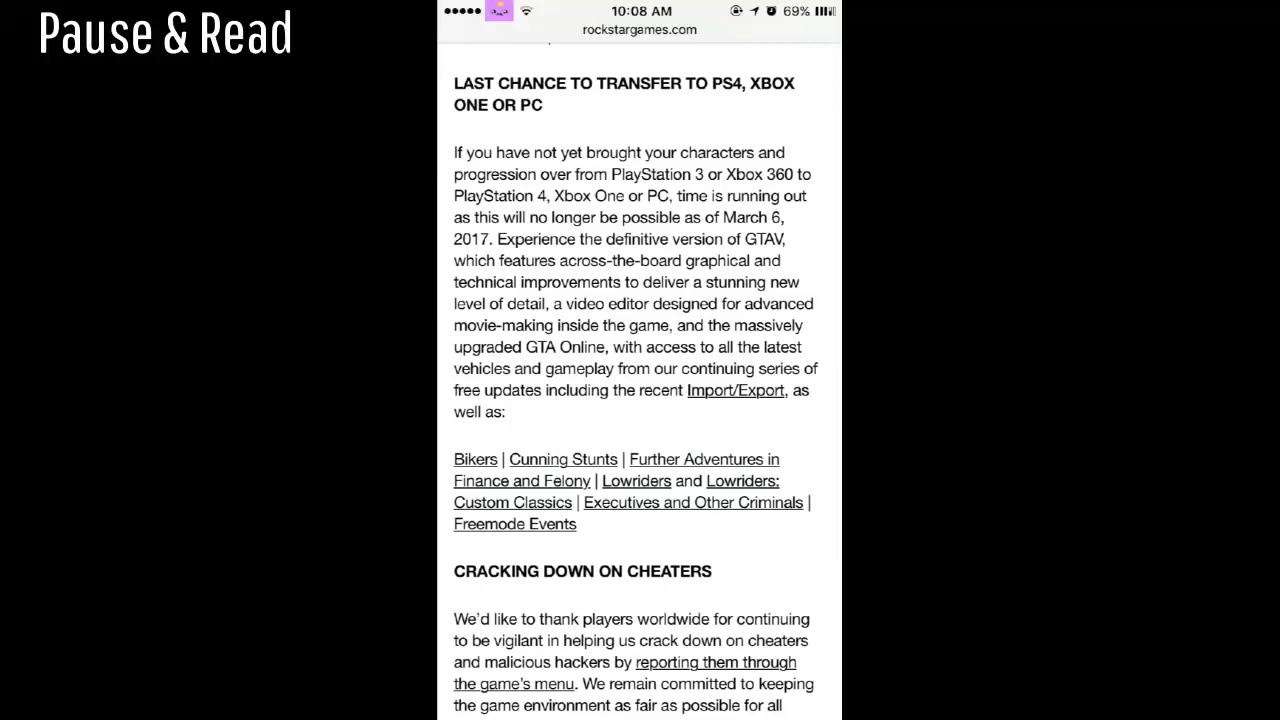 Pause & Read
10:08 AM
69%
rockstargames.com
LAST CHANCE TO TRANSFER TO PS4, XBOX
ONE OR PC
If you have not yet brought your characters and
progression over from PlayStation 3 or Xbox 360 to
PlayStation 4, Xbox One or PC, time is running out
as this will no longer be possible as of March 6,
2017. Experience the definitive version of GTAV,
which features across-the-board graphical and
technical improvements to deliver a stunning new
level of detail, a video editor designed for advanced
movie-making inside the game, and the massively
upgraded GTA Online, with access to all the latest
vehicles and gameplay from our continuing series of
free updates including the recent Import/Export, as
well as:
Bikers | Cunning Stunts | Further Adventures in
Finance and Felony | Lowriders and Lowriders:
Custom Classics | Executives and Other Criminals |
Freemode Events
CRACKING DOWN ON CHEATERS
We'd like to thank players worldwide for continuing
to be vigilant in helping us crack down on cheaters
and malicious hackers by reporting them through
the game's menu. We remain committed to keeping
the game environment as fair as possible for all